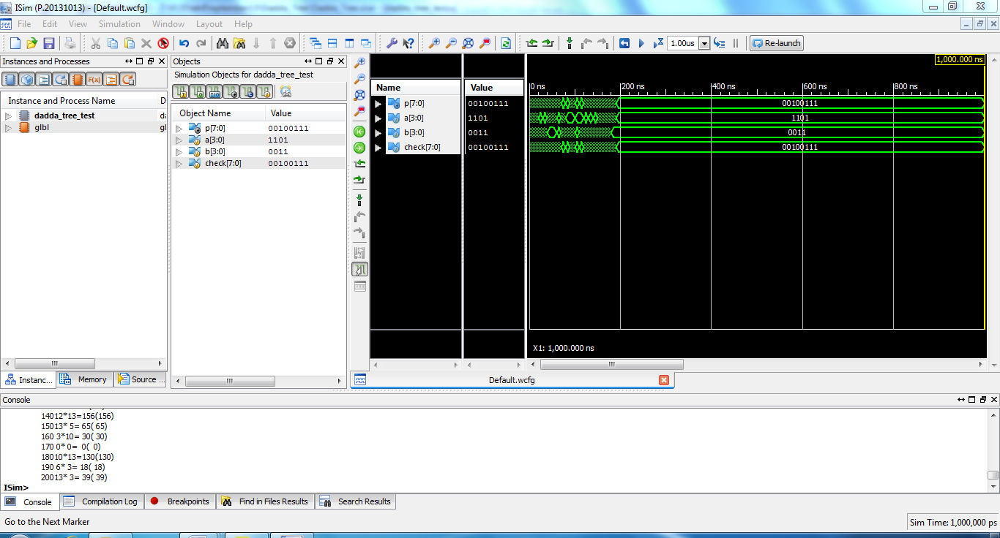 ISim (P.20131013) - [Default.wcfg]
File Edit View Simulation Window Layout Help
1.00us Re-launch
Instances and Processes
Instance and Process Name D
dadda_tree_test da
glbl gl
Instanc... Memory Source ...
Objects
Simulation Objects for dadda_tree_test
Object Name Value
p[7:0] 00100111
a[3:0] 1101
b[3:0] 0011
check[7:0] 00100111
1,000.000 ns
Name Value
0 ns 200 ns 400 ns 600 ns 800 ns
p[7:0] 00100111 00100111
a[3:0] 1101 1101
b[3:0] 0011 0011
check[7:0] 00100111 00100111
X1: 1,000.000 ns
Default.wcfg
Console
14012*13=156(156)
15013* 5= 65( 65)
160 3*10= 30( 30)
170 0* 0= 0( 0)
18010*13=130(130)
190 6* 3= 18( 18)
20013* 3= 39( 39)
ISim>
Console Compilation Log Breakpoints Find in Files Results Search Results
Go to the Next Marker Sim Time: 1,000,000 ps